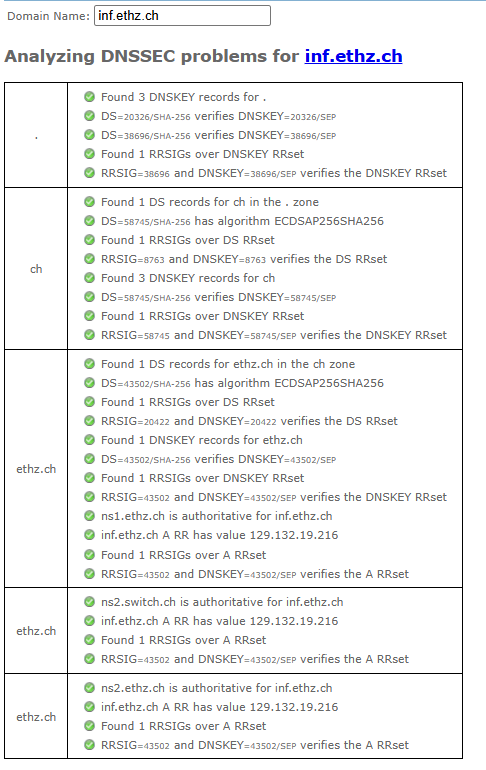 Domain Name: inf.ethz.ch
Analyzing DNSSEC problems for inf.ethz.ch
.
Found 3 DNSKEY records for .
DS=20326/SHA-256 verifies DNSKEY=20326/SEP
DS=38696/SHA-256 verifies DNSKEY=38696/SEP
Found 1 RRSIGs over DNSKEY RRset
RRSIG=38696 and DNSKEY=38696/SEP verifies the DNSKEY RRset
ch
Found 1 DS records for ch in the . zone
DS=58745/SHA-256 has algorithm ECDSAP256SHA256
Found 1 RRSIGs over DS RRset
RRSIG=8763 and DNSKEY=8763 verifies the DS RRset
Found 3 DNSKEY records for ch
DS=58745/SHA-256 verifies DNSKEY=58745/SEP
Found 1 RRSIGs over DNSKEY RRset
RRSIG=58745 and DNSKEY=58745/SEP verifies the DNSKEY RRset
ethz.ch
Found 1 DS records for ethz.ch in the ch zone
DS=43502/SHA-256 has algorithm ECDSAP256SHA256
Found 1 RRSIGs over DS RRset
RRSIG=20422 and DNSKEY=20422 verifies the DS RRset
Found 1 DNSKEY records for ethz.ch
DS=43502/SHA-256 verifies DNSKEY=43502/SEP
Found 1 RRSIGs over DNSKEY RRset
RRSIG=43502 and DNSKEY=43502/SEP verifies the DNSKEY RRset
ns1.ethz.ch is authoritative for inf.ethz.ch
inf.ethz.ch A RR has value 129.132.19.216
Found 1 RRSIGs over A RRset
RRSIG=43502 and DNSKEY=43502/SEP verifies the A RRset
ethz.ch
ns2.switch.ch is authoritative for inf.ethz.ch
inf.ethz.ch A RR has value 129.132.19.216
Found 1 RRSIGs over A RRset
RRSIG=43502 and DNSKEY=43502/SEP verifies the A RRset
ethz.ch
ns2.ethz.ch is authoritative for inf.ethz.ch
inf.ethz.ch A RR has value 129.132.19.216
Found 1 RRSIGs over A RRset
RRSIG=43502 and DNSKEY=43502/SEP verifies the A RRset